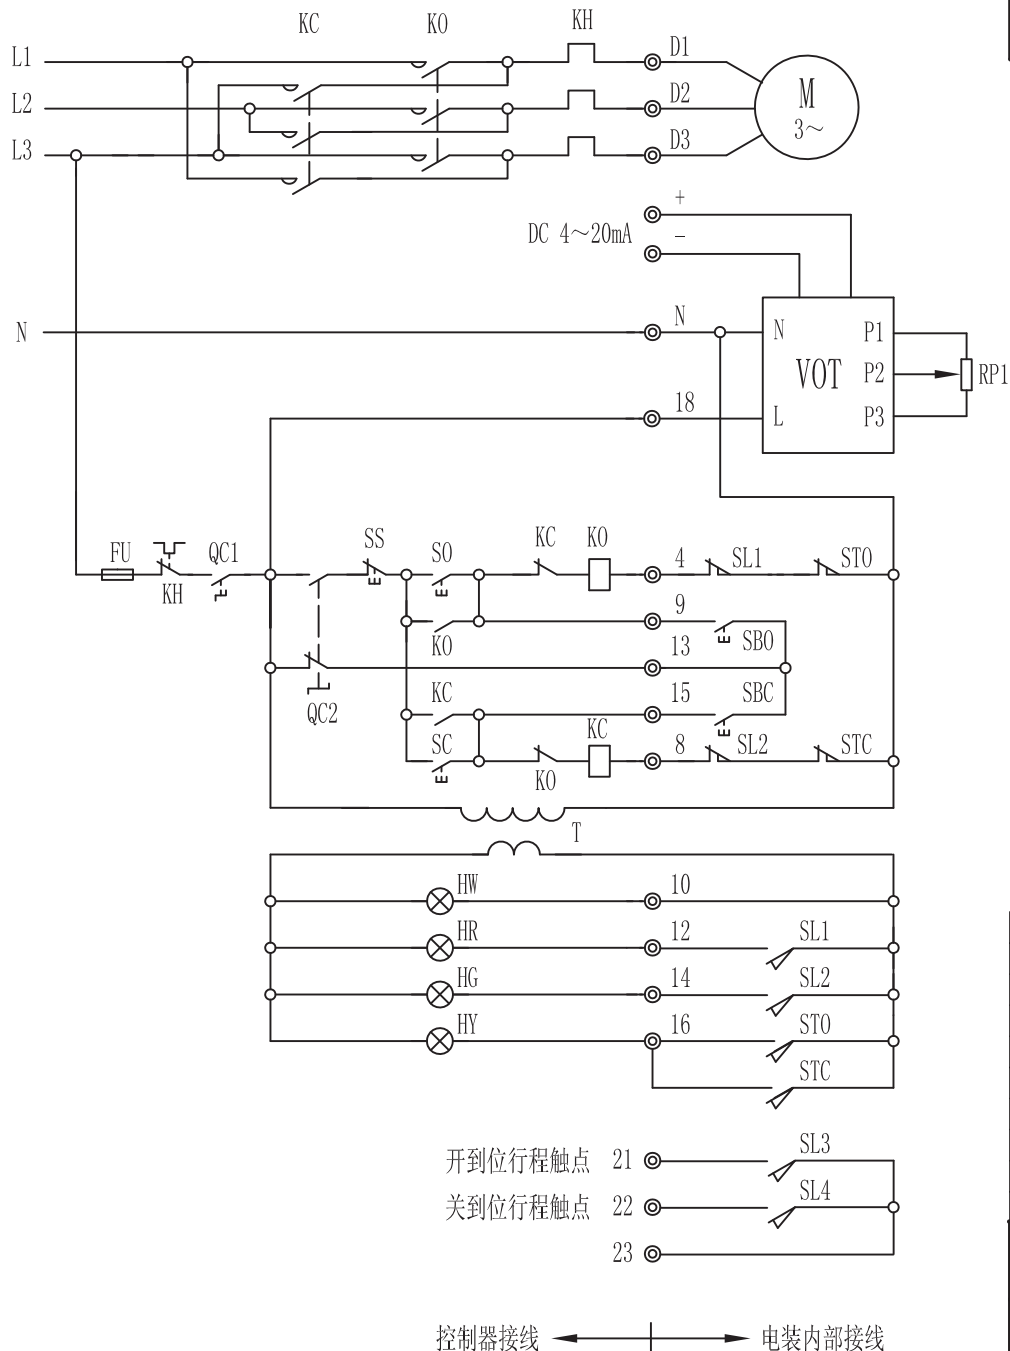 KC KO KH
L1 D1
L2 D2 M
L3 D3 3～
+
DC 4～20mA
−
N N N P1
VOT P2 RP1
18 L P3
FU KH QC1 SS SO KC KO 4 SL1 STO
KO 9 SBO
QC2 13
KC 15 SBC
SC KO KC 8 SL2 STC
T
HW 10
HR 12 SL1
HG 14 SL2
HY 16 STO
STC
开到位行程触点 21 SL3
关到位行程触点 22 SL4
23
控制器接线 电装内部接线